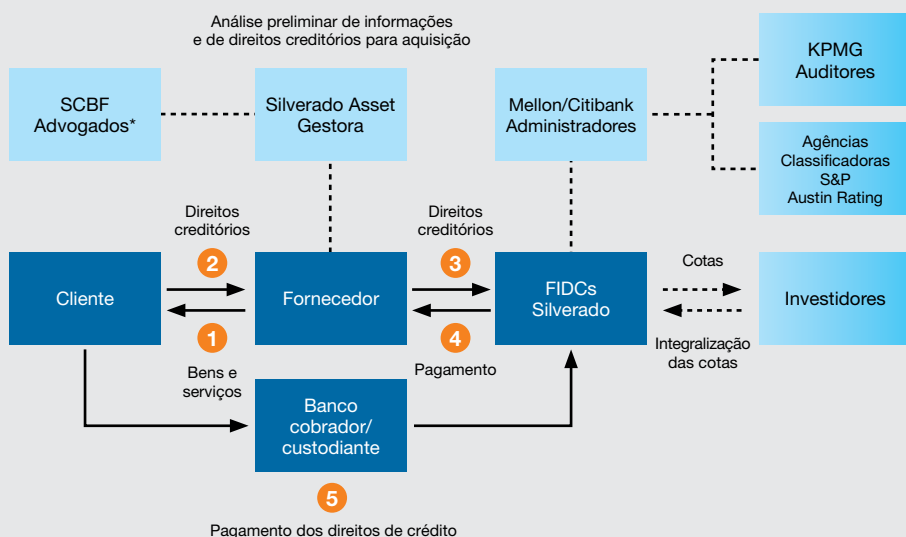 Análise preliminar de informações
e de direitos creditórios para aquisição
KPMG
Auditores
SCBF
Advogados*
Silverado Asset
Gestora
Mellon/Citibank
Administradores
Agências
Classificadoras
S&P
Austin Rating
Direitos
creditórios
2
Direitos
creditórios
3
Cliente
Fornecedor
FIDCs
Silverado
Cotas
Investidores
1
Bens e
serviços
4
Pagamento
Integralização
das cotas
Banco
cobrador/
custodiante
5
Pagamento dos direitos de crédito